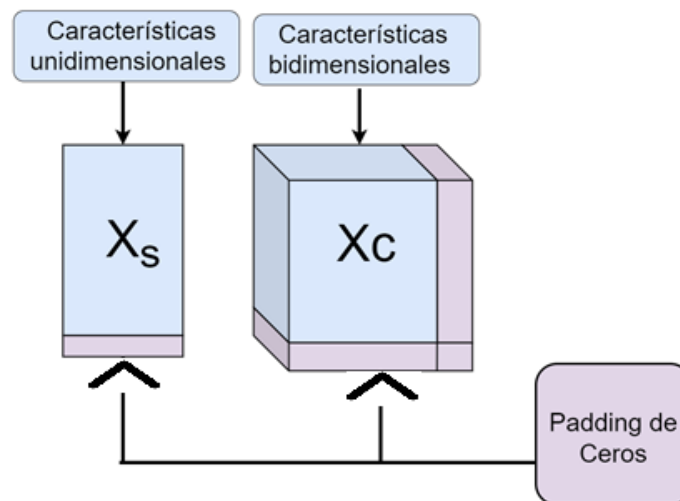 Características
unidimensionales
Características
bidimensionales
Xs
Xc
Padding de
Ceros